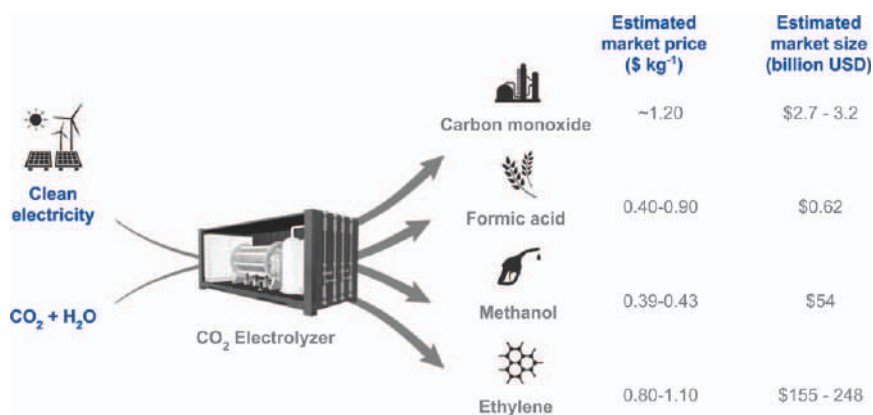 Estimated
market price
($ kg⁻¹)
Estimated
market size
(billion USD)
Clean
electricity
CO₂ + H₂O
CO₂ Electrolyzer
Carbon monoxide
~1.20
$2.7 - 3.2
Formic acid
0.40-0.90
$0.62
Methanol
0.39-0.43
$54
Ethylene
0.80-1.10
$155 - 248